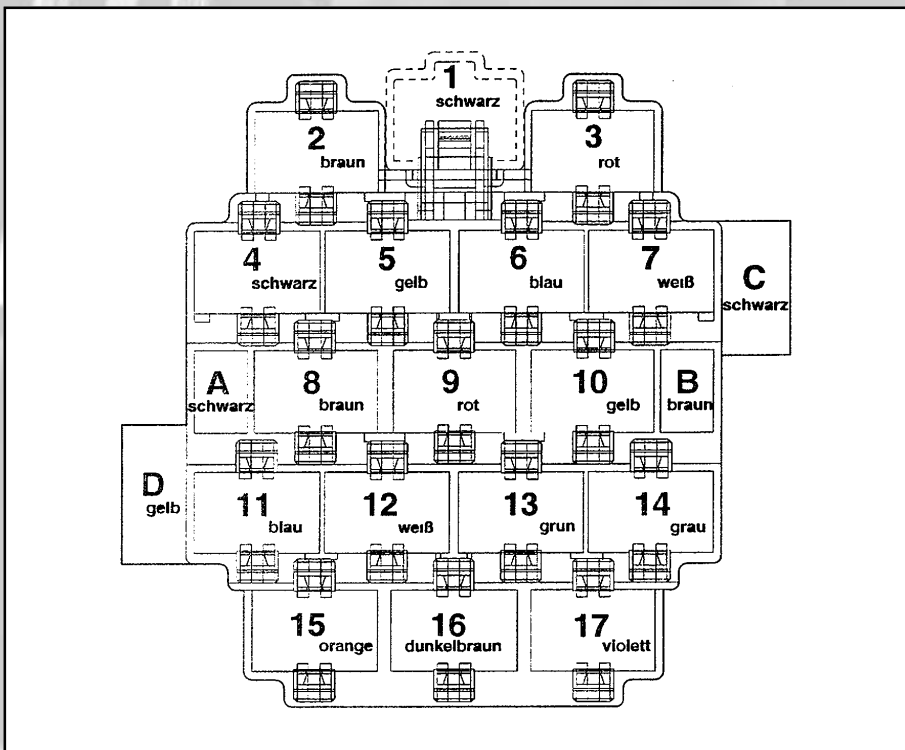 1
schwarz
2
braun
3
rot
4
schwarz
5
gelb
6
blau
7
weiß
C
schwarz
A
schwarz
8
braun
9
rot
10
gelb
B
braun
D
gelb
11
blau
12
weiß
13
grun
14
grau
15
orange
16
dunkelbraun
17
violett